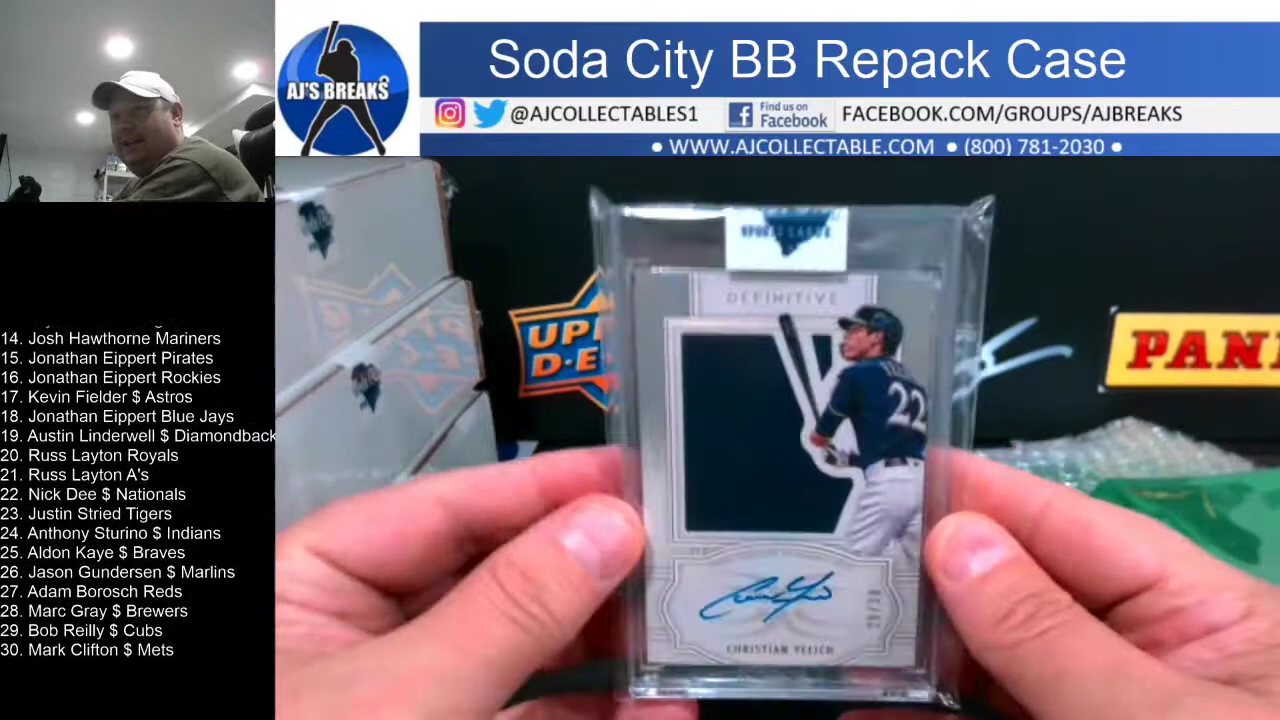 Soda City BB Repack Case
AJ'S BREAKS
@AJCOLLECTABLES1
Find us on
Facebook
FACEBOOK.COM/GROUPS/AJBREAKS
• WWW.AJCOLLECTABLE.COM • (800) 781-2030 •
SPORTS CARDS
DEFINITIVE
22
UP
D·E
PANI
CHRISTIAN YELICH
14. Josh Hawthorne Mariners
15. Jonathan Eippert Pirates
16. Jonathan Eippert Rockies
17. Kevin Fielder $ Astros
18. Jonathan Eippert Blue Jays
19. Austin Linderwell $ Diamondback
20. Russ Layton Royals
21. Russ Layton A's
22. Nick Dee $ Nationals
23. Justin Stried Tigers
24. Anthony Sturino $ Indians
25. Aldon Kaye $ Braves
26. Jason Gundersen $ Marlins
27. Adam Borosch Reds
28. Marc Gray $ Brewers
29. Bob Reilly $ Cubs
30. Mark Clifton $ Mets